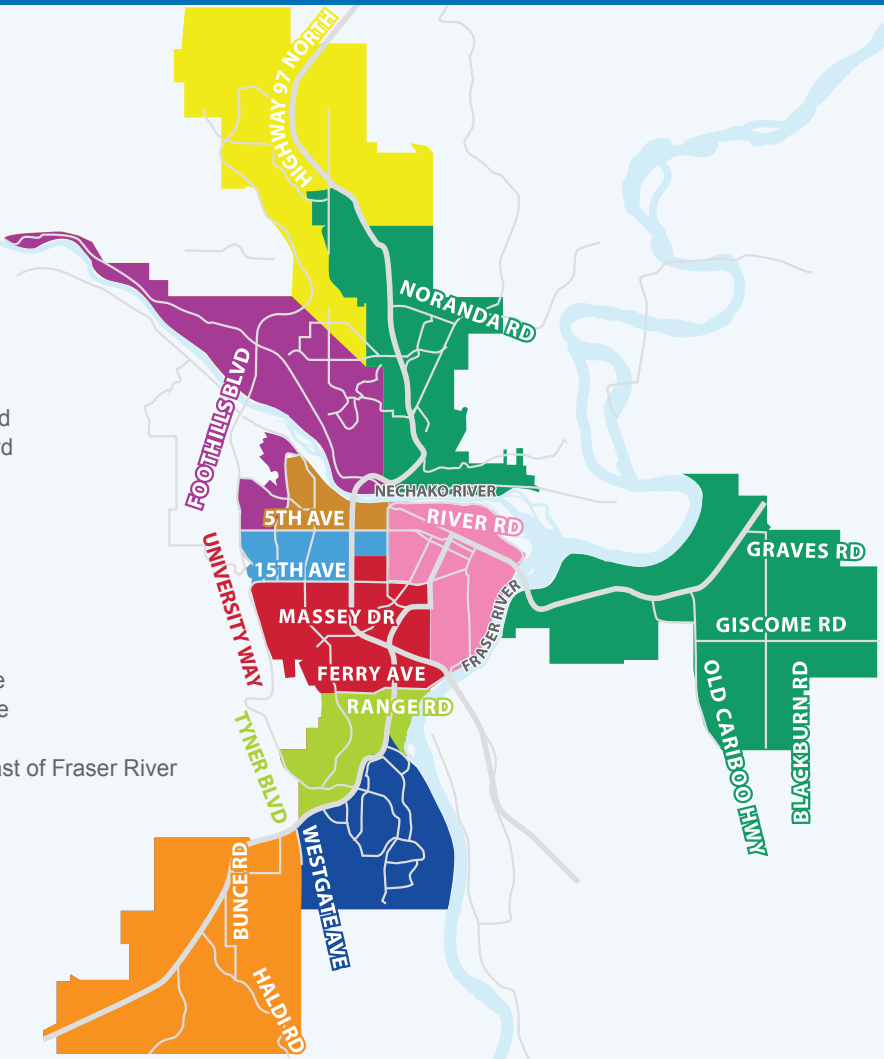 HIGHWAY 97 NORTH
NORANDA RD
FOOTHILLS BLVD
NECHAKO RIVER
5TH AVE
RIVER RD
UNIVERSITY WAY
15TH AVE
GRAVES RD
MASSEY DR
FRASER RIVER
GISCOME RD
FERRY AVE
RANGE RD
OLD CARIBOO HWY
BLACKBURN RD
ast of Fraser River
TYNER BLVD
WESTGATE AVE
BUNCE RD
HALDI RD